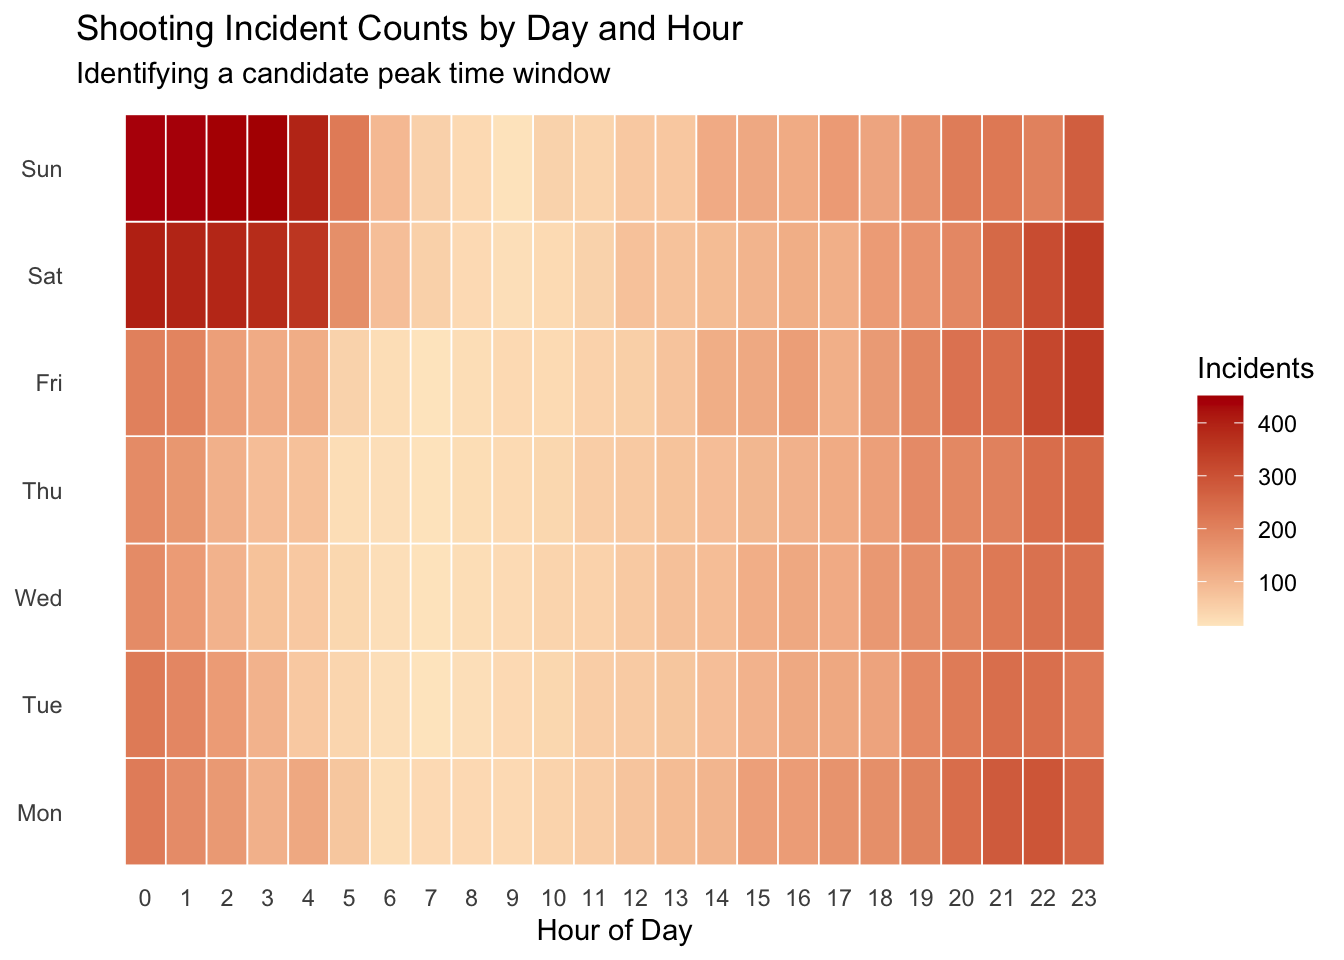 Shooting Incident Counts by Day and Hour
Identifying a candidate peak time window
Sun
Sat
Fri
Thu
Wed
Tue
Mon
0 1 2 3 4 5 6 7 8 9 10 11 12 13 14 15 16 17 18 19 20 21 22 23
Hour of Day
Incidents
400
300
200
100